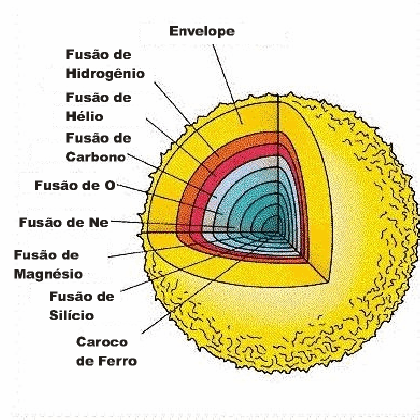 Envelope
Fusão de
Hidrogênio
Fusão de
Hélio
Fusão de
Carbono
Fusão de O
Fusão de Ne
Fusão de
Magnésio
Fusão de
Silício
Caroco
de Ferro